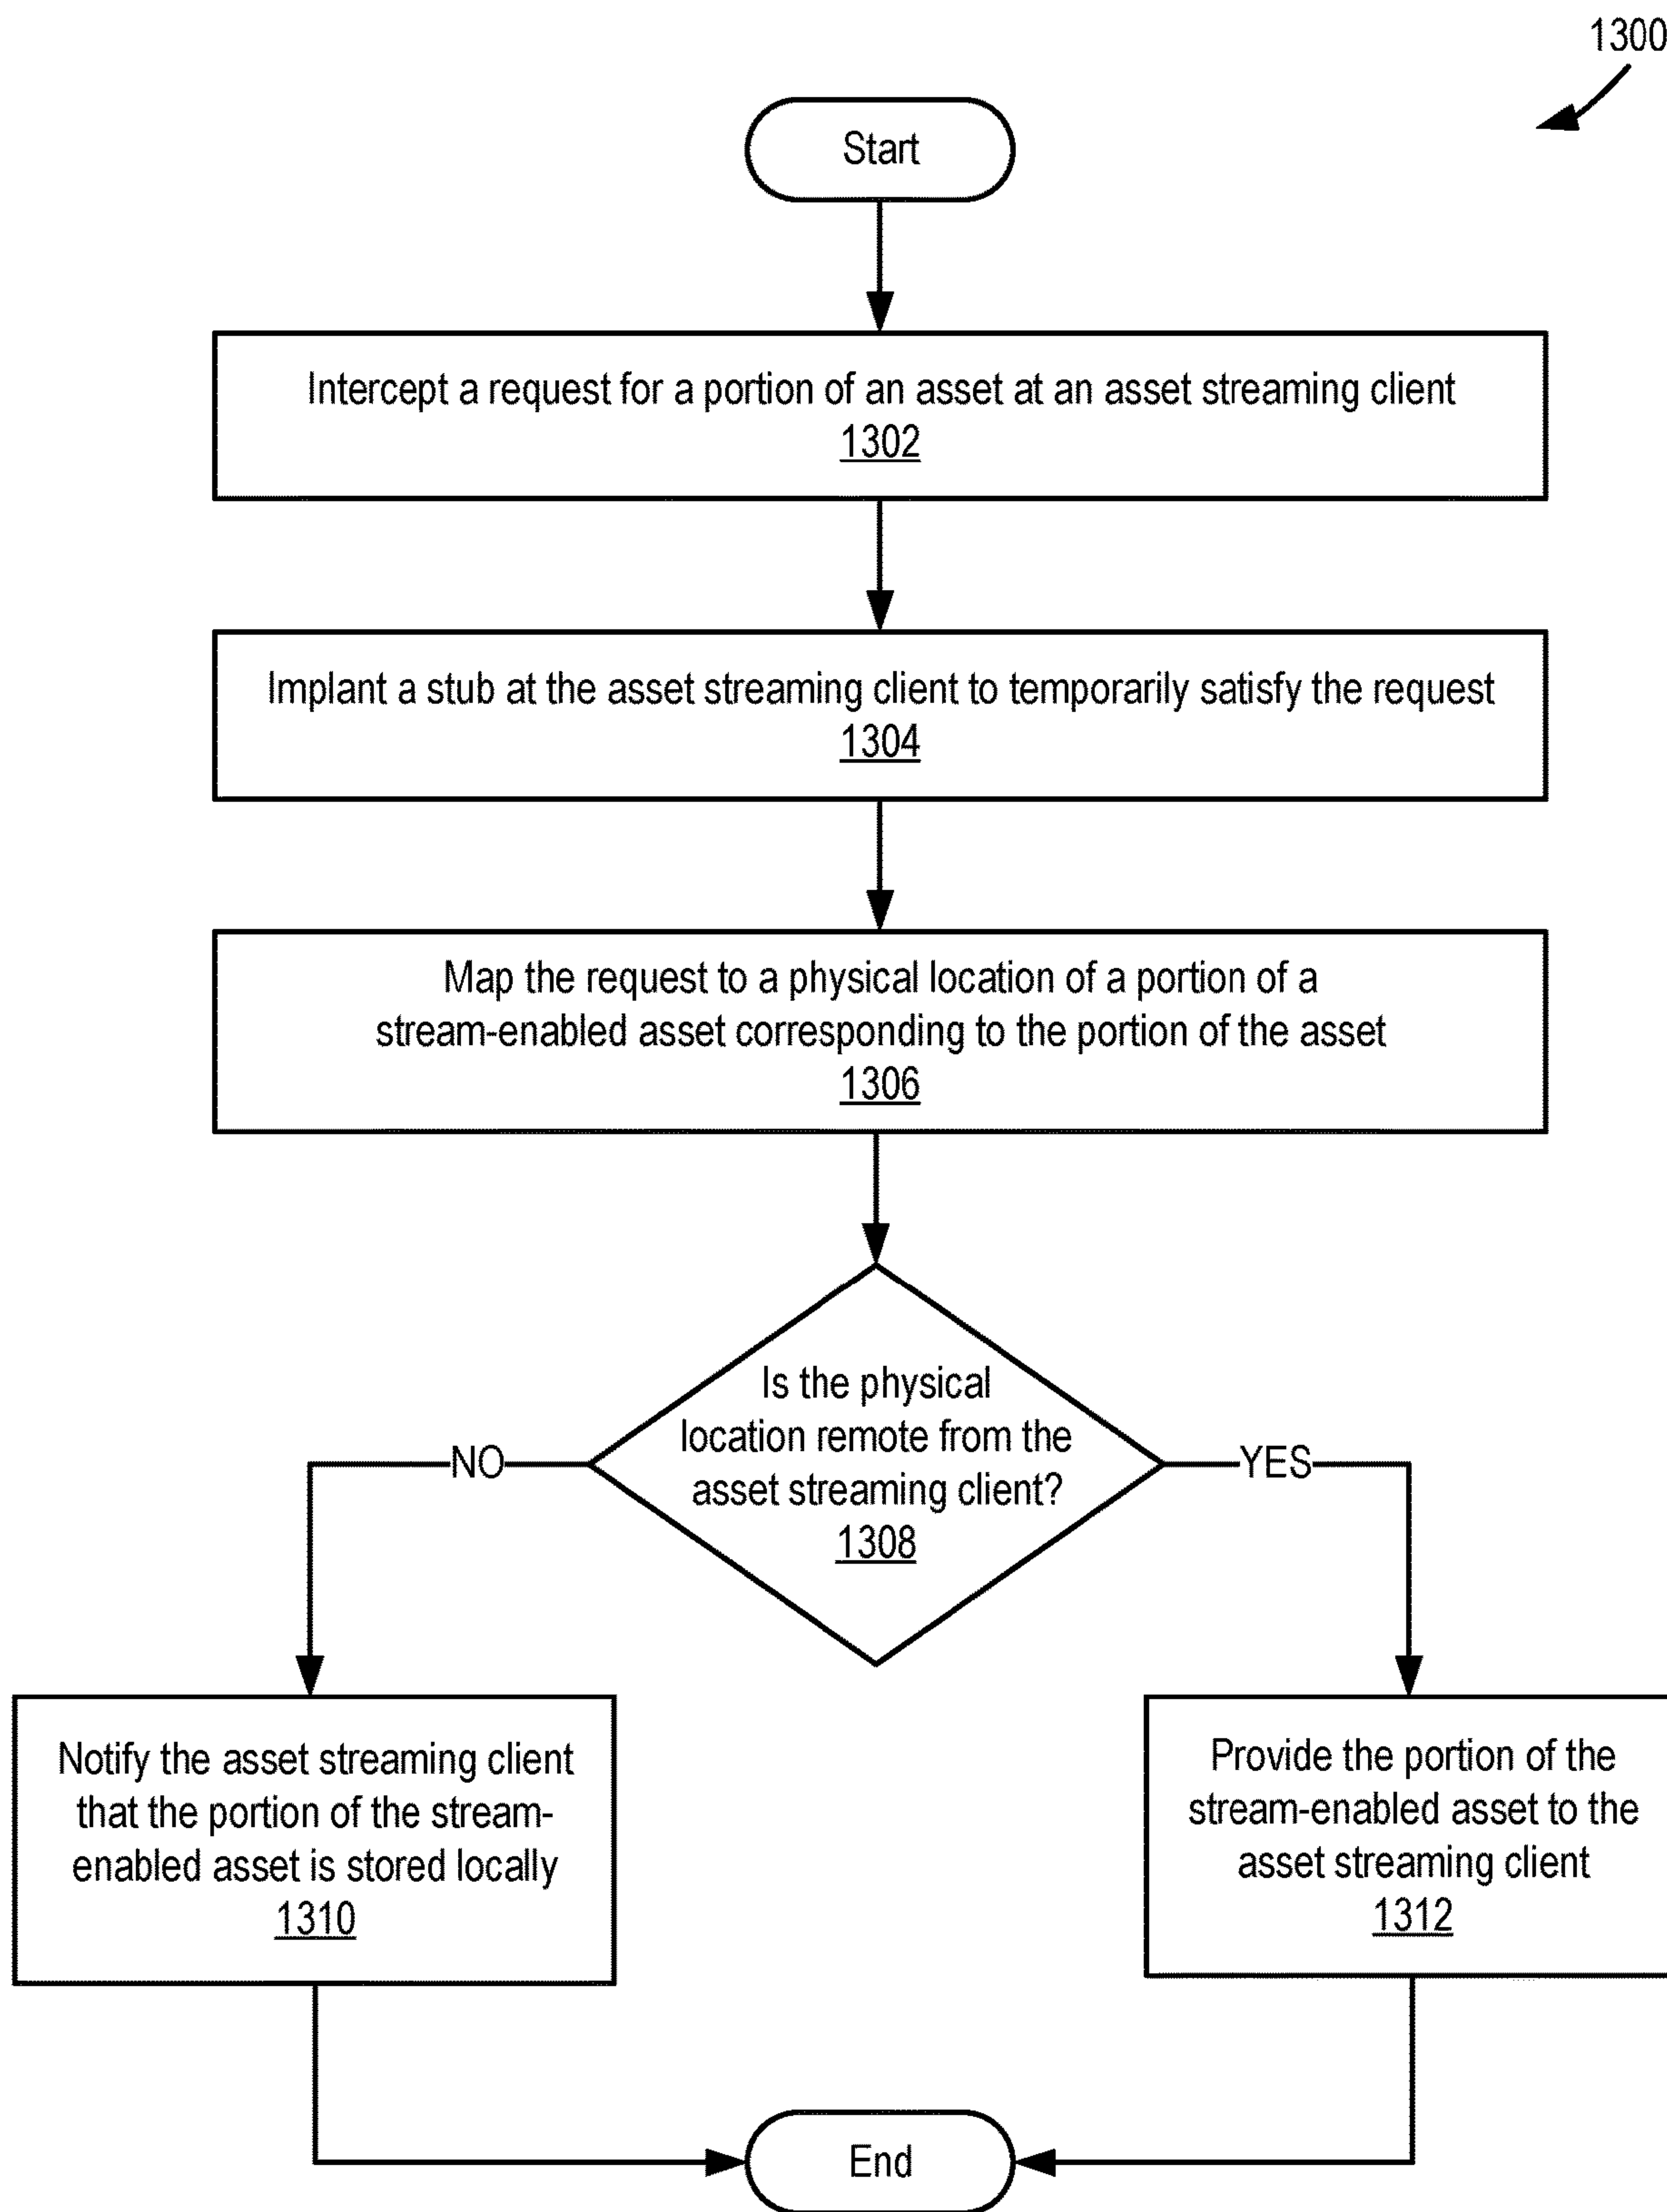 1300
Start
Intercept a request for a portion of an asset at an asset streaming client
1302
Implant a stub at the asset streaming client to temporarily satisfy the request
1304
Map the request to a physical location of a portion of a
stream-enabled asset corresponding to the portion of the asset
1306
Is the physical
location remote from the
asset streaming client?
1308
NO
YES
Notify the asset streaming client
that the portion of the stream-
enabled asset is stored locally
1310
Provide the portion of the
stream-enabled asset to the
asset streaming client
1312
End